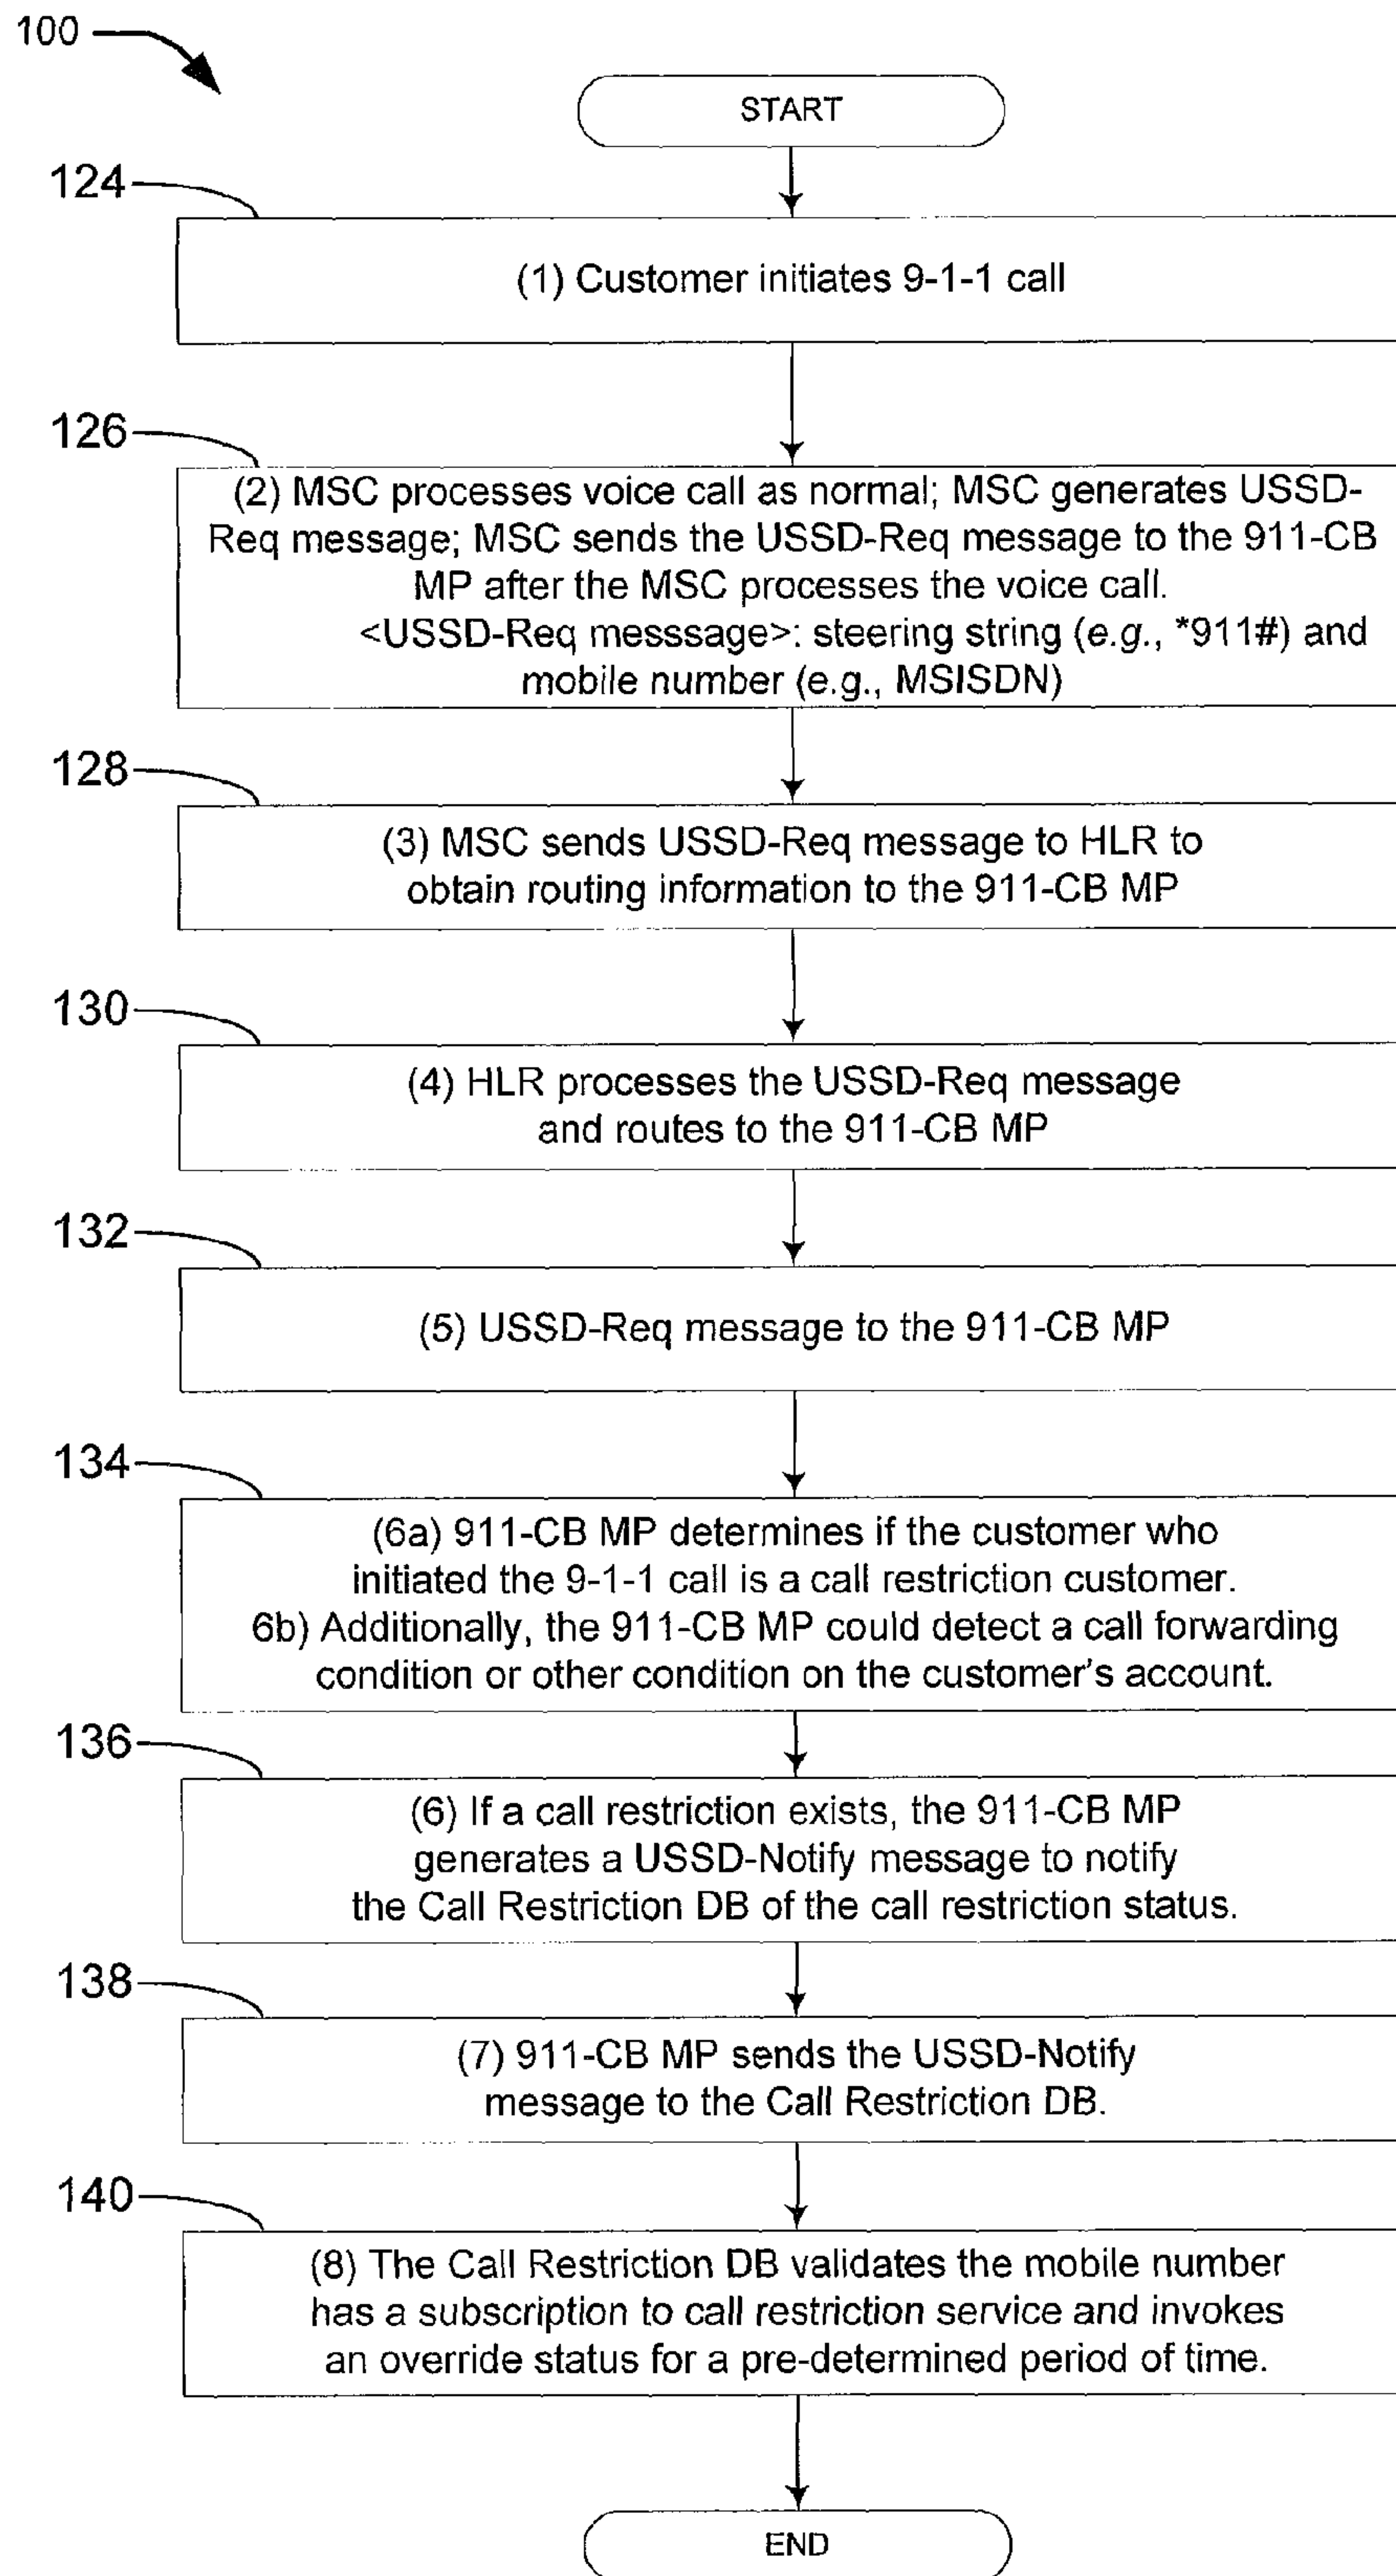 100
START
124
(1) Customer initiates 9-1-1 call
126
(2) MSC processes voice call as normal; MSC generates USSD-
Req message; MSC sends the USSD-Req message to the 911-CB
MP after the MSC processes the voice call.
<USSD-Req messsage>: steering string (e.g., *911#) and
mobile number (e.g., MSISDN)
128
(3) MSC sends USSD-Req message to HLR to
obtain routing information to the 911-CB MP
130
(4) HLR processes the USSD-Req message
and routes to the 911-CB MP
132
(5) USSD-Req message to the 911-CB MP
134
(6a) 911-CB MP determines if the customer who
initiated the 9-1-1 call is a call restriction customer.
6b) Additionally, the 911-CB MP could detect a call forwarding
condition or other condition on the customer's account.
136
(6) If a call restriction exists, the 911-CB MP
generates a USSD-Notify message to notify
the Call Restriction DB of the call restriction status.
138
(7) 911-CB MP sends the USSD-Notify
message to the Call Restriction DB.
140
(8) The Call Restriction DB validates the mobile number
has a subscription to call restriction service and invokes
an override status for a pre-determined period of time.
END